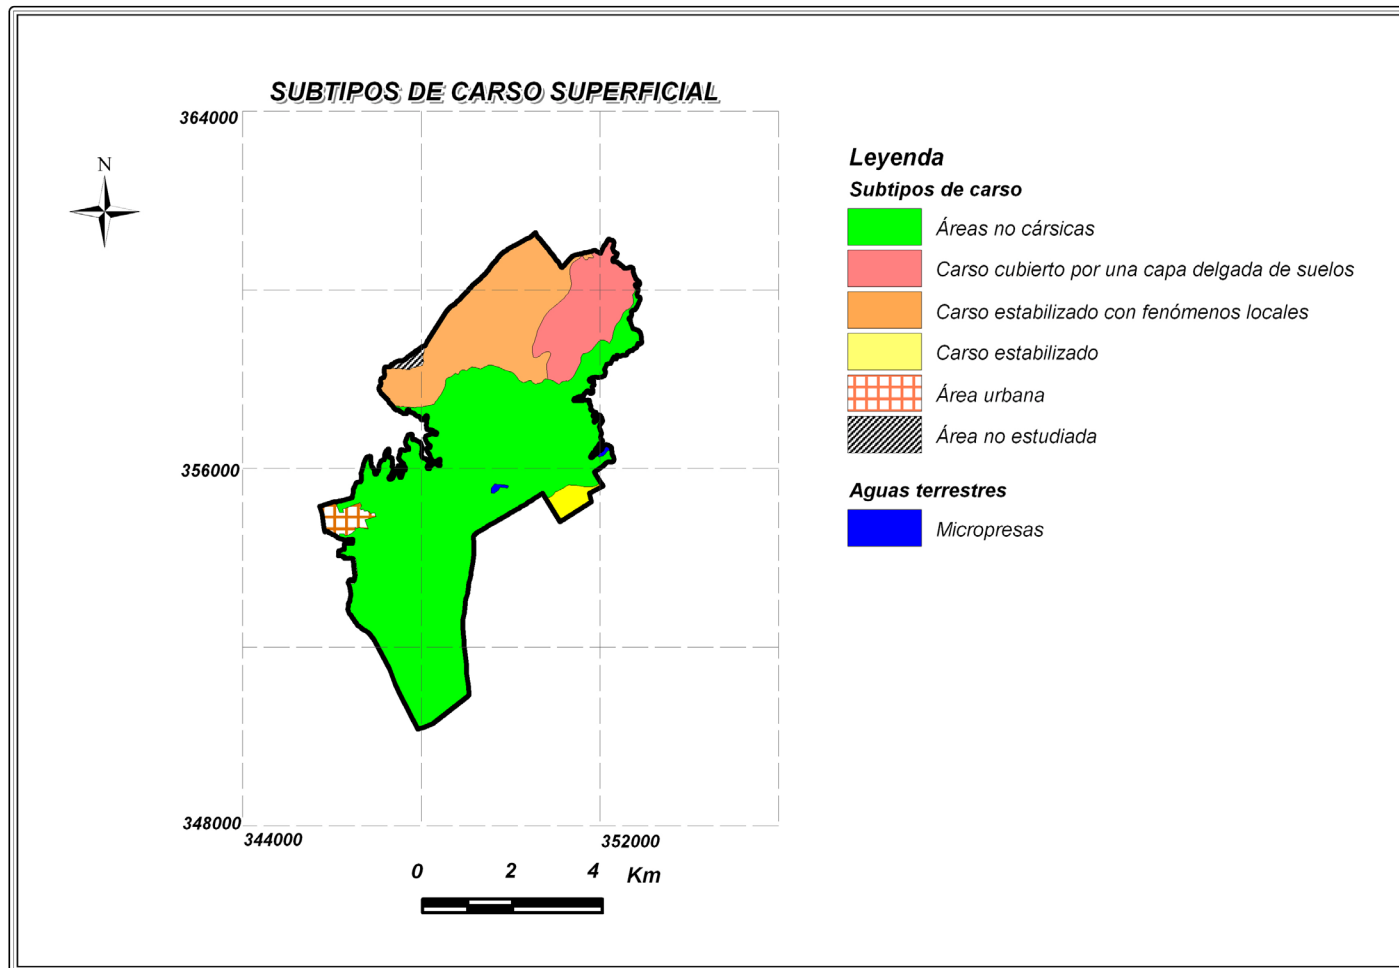 SUBTIPOS DE CARSO SUPERFICIAL
364000
N
356000
348000
344000
352000
0 2 4 Km
Leyenda
Subtipos de carso
Áreas no cársicas
Carso cubierto por una capa delgada de suelos
Carso estabilizado con fenómenos locales
Carso estabilizado
Área urbana
Área no estudiada
Aguas terrestres
Micropresas